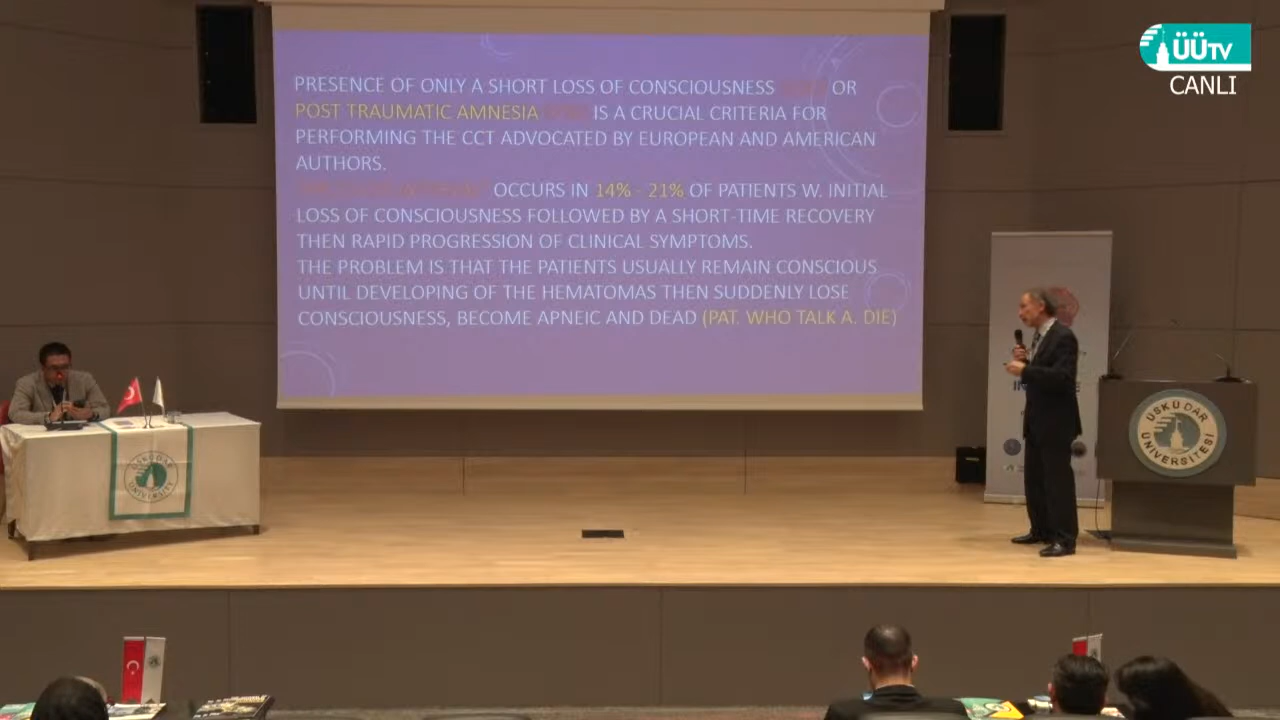 ÜÜTV
CANLI
PRESENCE OF ONLY A SHORT LOSS OF CONSCIOUSNESS OR
POST TRAUMATIC AMNESIA IS A CRUCIAL CRITERIA FOR
PERFORMING THE CCT ADVOCATED BY EUROPEAN AND AMERICAN
AUTHORS.
OCCURS IN 14% - 21% OF PATIENTS W. INITIAL
LOSS OF CONSCIOUSNESS FOLLOWED BY A SHORT-TIME RECOVERY
THEN RAPID PROGRESSION OF CLINICAL SYMPTOMS.
THE PROBLEM IS THAT THE PATIENTS USUALLY REMAIN CONSCIOUS
UNTIL DEVELOPING OF THE HEMATOMAS THEN SUDDENLY LOSE
CONSCIOUSNESS, BECOME APNEIC AND DEAD (PAT. WHO TALK A. DIE)
ÜSKÜDAR
ÜNİVERSİTESİ
ÜSKÜDAR
UNIVERSITY